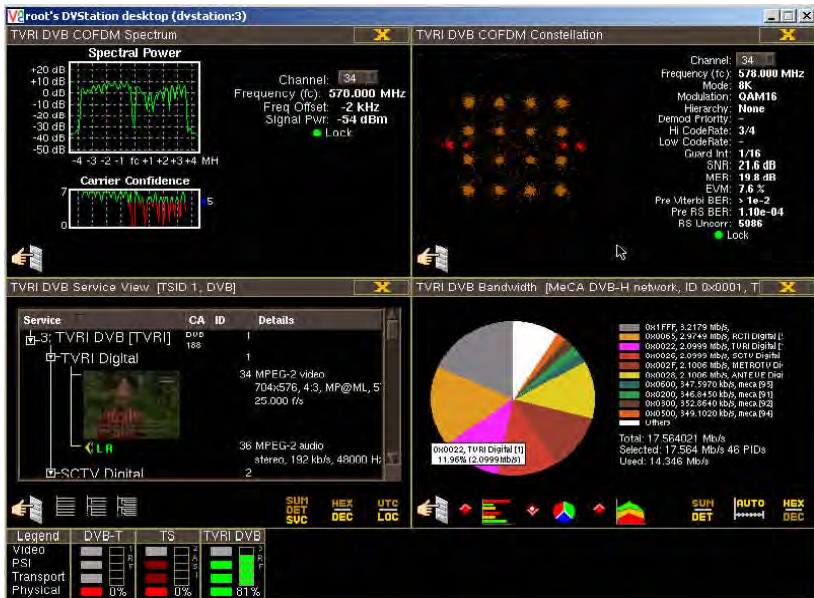 root's DVStation desktop (dvstation:3)
TVRI DVB COFDM Spectrum
Spectral Power
+20 dB
+10 dB
0 dB
-10 dB
-20 dB
-30 dB
-40 dB
-50 dB
-4 -3 -2 -1 fc +1 +2 +3 +4 MH
Channel: 34
Frequency (fc): 570.000 MHz
Freq Offset: -2 kHz
Signal Pwr: -54 dBm
Lock
Carrier Confidence
7
0
5
TVRI DVB COFDM Constellation
Channel: 34
Frequency (fc): 578.000 MHz
Mode: 8K
Modulation: QAM16
Hierarchy: None
Demod Priority: -
Hi CodeRate: 3/4
Low CodeRate: -
Guard Int: 1/16
SNR: 21.6 dB
MER: 19.8 dB
EVM: 7.6 %
Pre Viterbi BER: > 1e-2
Pre RS BER: 1.10e-04
RS Uncorr: 5086
Lock
TVRI DVB Service View [TSID 1, DVB]
Service CA ID Details
3: TVRI DVB [TVRI] DVB 1
188
TVRI Digital 1
34 MPEG-2 video
704x576, 4:3, MP@ML, 5
25.000 f/s
L R
36 MPEG-2 audio
stereo, 192 kb/s, 48000 Hz
SCTV Digital 2
SUM
DET
SVC
HEX
DEC
UTC
LOC
TVRI DVB Bandwidth [MeCA DVB-H network, ID 0x0001, T
0x1FFF, 3.2179 Mb/s,
0x0065, 2.9749 Mb/s, RCTI Digital [
0x0022, 2.0999 Mb/s, TVRI Digital [
0x0026, 2.0999 Mb/s, SCTV Digital
0x002F, 2.1006 Mb/s, METROTV Di
0x0028, 2.1006 Mb/s, ANTEVE Digi
0x0600, 347.5970 kb/s, meca [95]
0x0200, 346.8450 kb/s, meca [91]
0x0300, 352.8640 kb/s, meca [92]
0x0500, 349.1020 kb/s, meca [94]
Others
0x0022, TVRI Digital [1]
11.96% (2.0999Mb/s)
Total: 17.564021 Mb/s
Selected: 17.564 Mb/s 46 PIDs
Used: 14.346 Mb/s
SUM
DET
AUTO
HEX
DEC
Legend DVB-T TS TVRI DVB
Video
PSI
Transport
Physical 0% 0% 81%